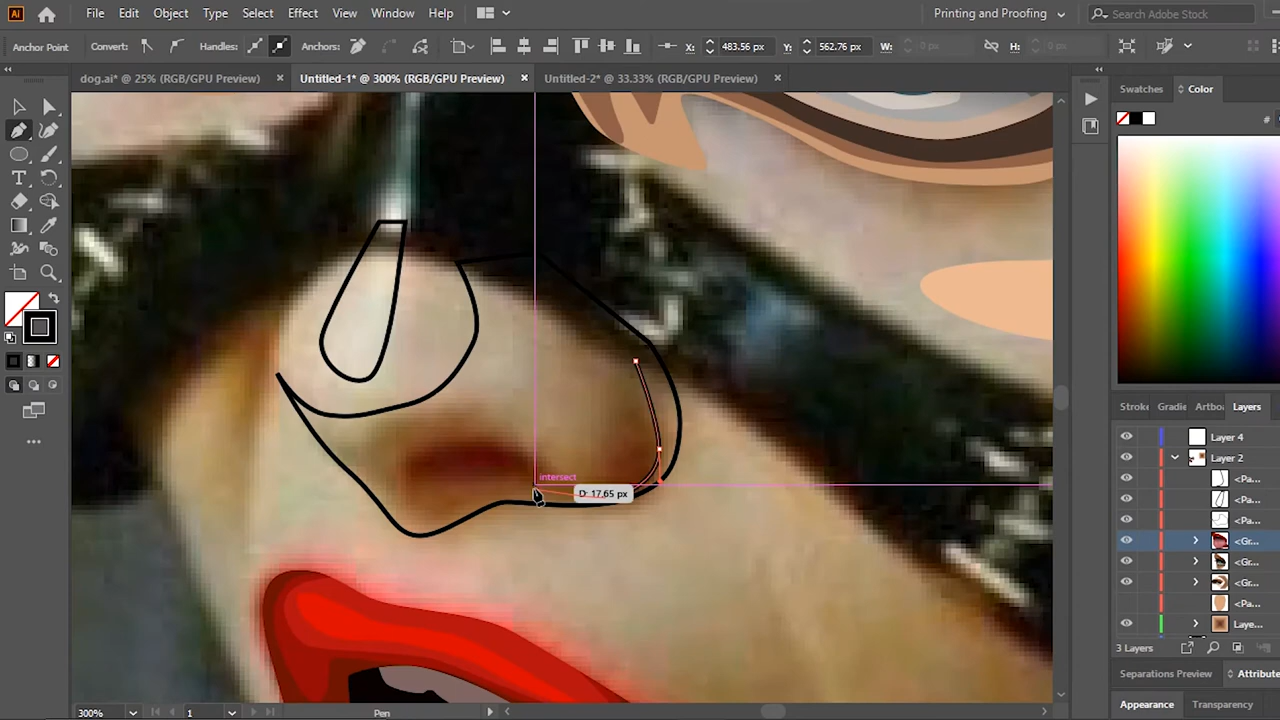 Ai File Edit Object Type Select Effect View Window Help Printing and Proofing Search Adobe Stock
Anchor Point Convert: Handles: Anchors: X: 483.56 px Y: 562.76 px W: 0 px H: 0 px
dog.ai* @ 25% (RGB/GPU Preview) × Untitled-1* @ 300% (RGB/GPU Preview) × Untitled-2* @ 33.33% (RGB/GPU Preview) ×
Swatches Color
#
intersect
D: 17.65 px
Stroke Gradie Artboa Layers
Layer 4
Layer 2
<Pa...
<Pa...
<Pa...
<Gr...
<Gr...
<Gr...
<Pa...
Laye...
3 Layers
Separations Preview Attribute
Appearance Transparency
300% 1 Pen